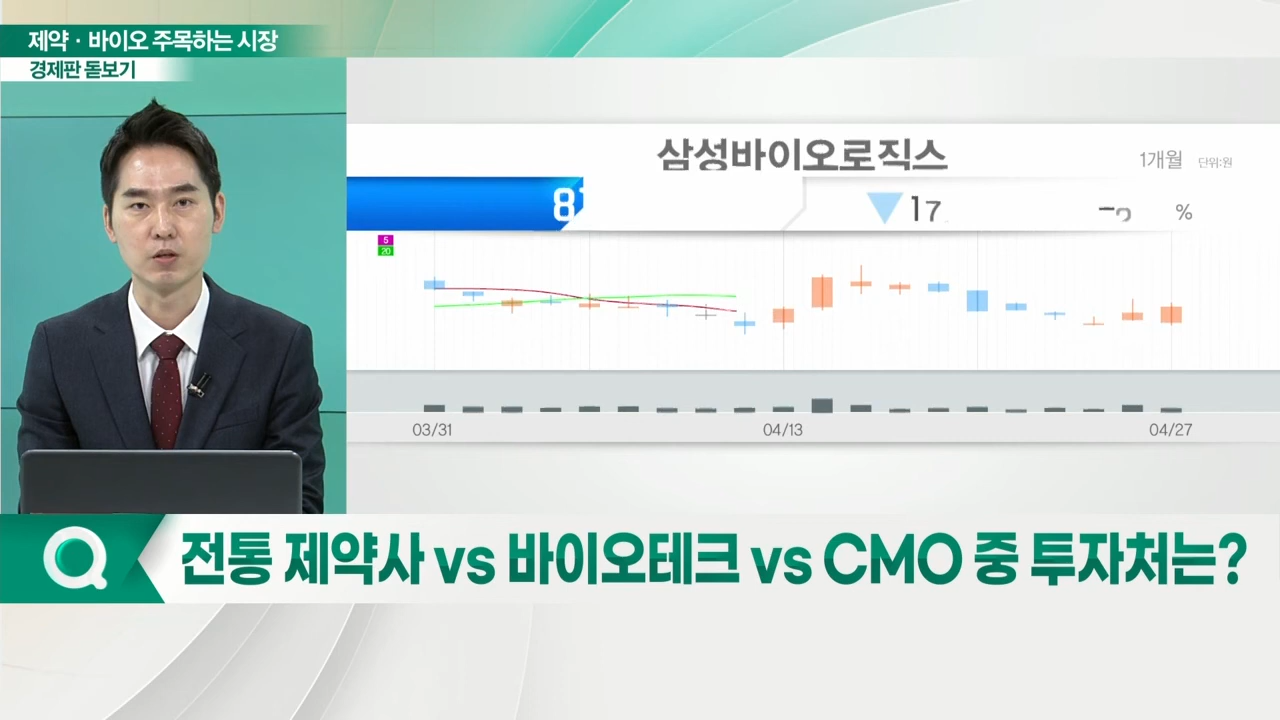 제약 · 바이오 주목하는 시장
경제판 돋보기
삼성바이오로직스
1개월 단위:원
▼17
%
5
20
03/31 04/13 04/27
전통 제약사 vs 바이오테크 vs CMO 중 투자처는?